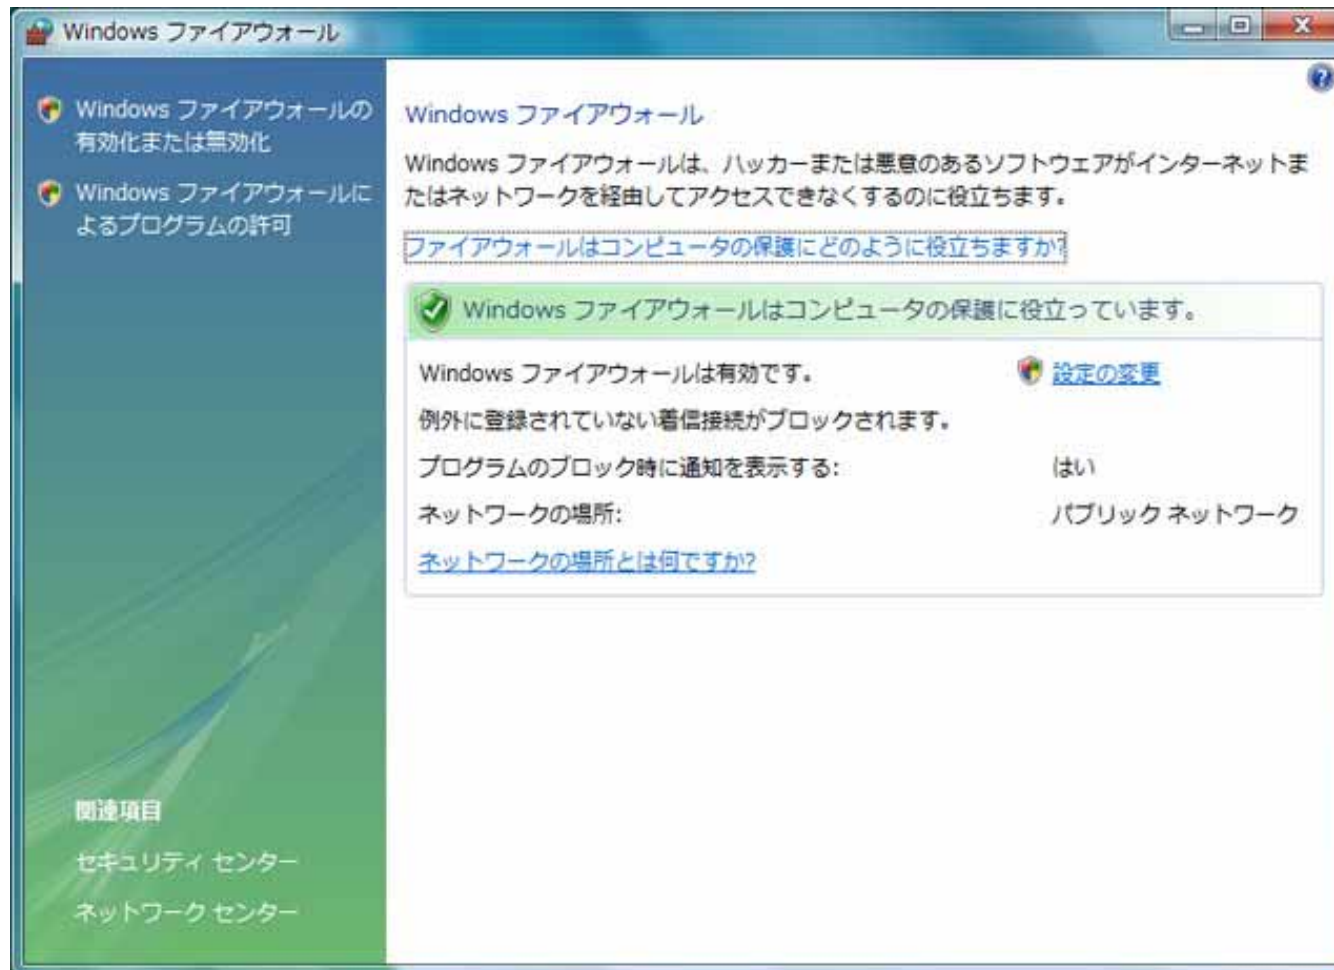 Windows ファイアウォール
Windows ファイアウォールの
有効化または無効化
Windows ファイアウォールに
よるプログラムの許可
関連項目
セキュリティ センター
ネットワーク センター
Windows ファイアウォール
Windows ファイアウォールは、ハッカーまたは悪意のあるソフトウェアがインターネットま
たはネットワークを経由してアクセスできなくするのに役立ちます。
ファイアウォールはコンピュータの保護にどのように役立ちますか?
Windows ファイアウォールはコンピュータの保護に役立っています。
Windows ファイアウォールは有効です。 設定の変更
例外に登録されていない着信接続がブロックされます。
プログラムのブロック時に通知を表示する: はい
ネットワークの場所: パブリック ネットワーク
ネットワークの場所とは何ですか?